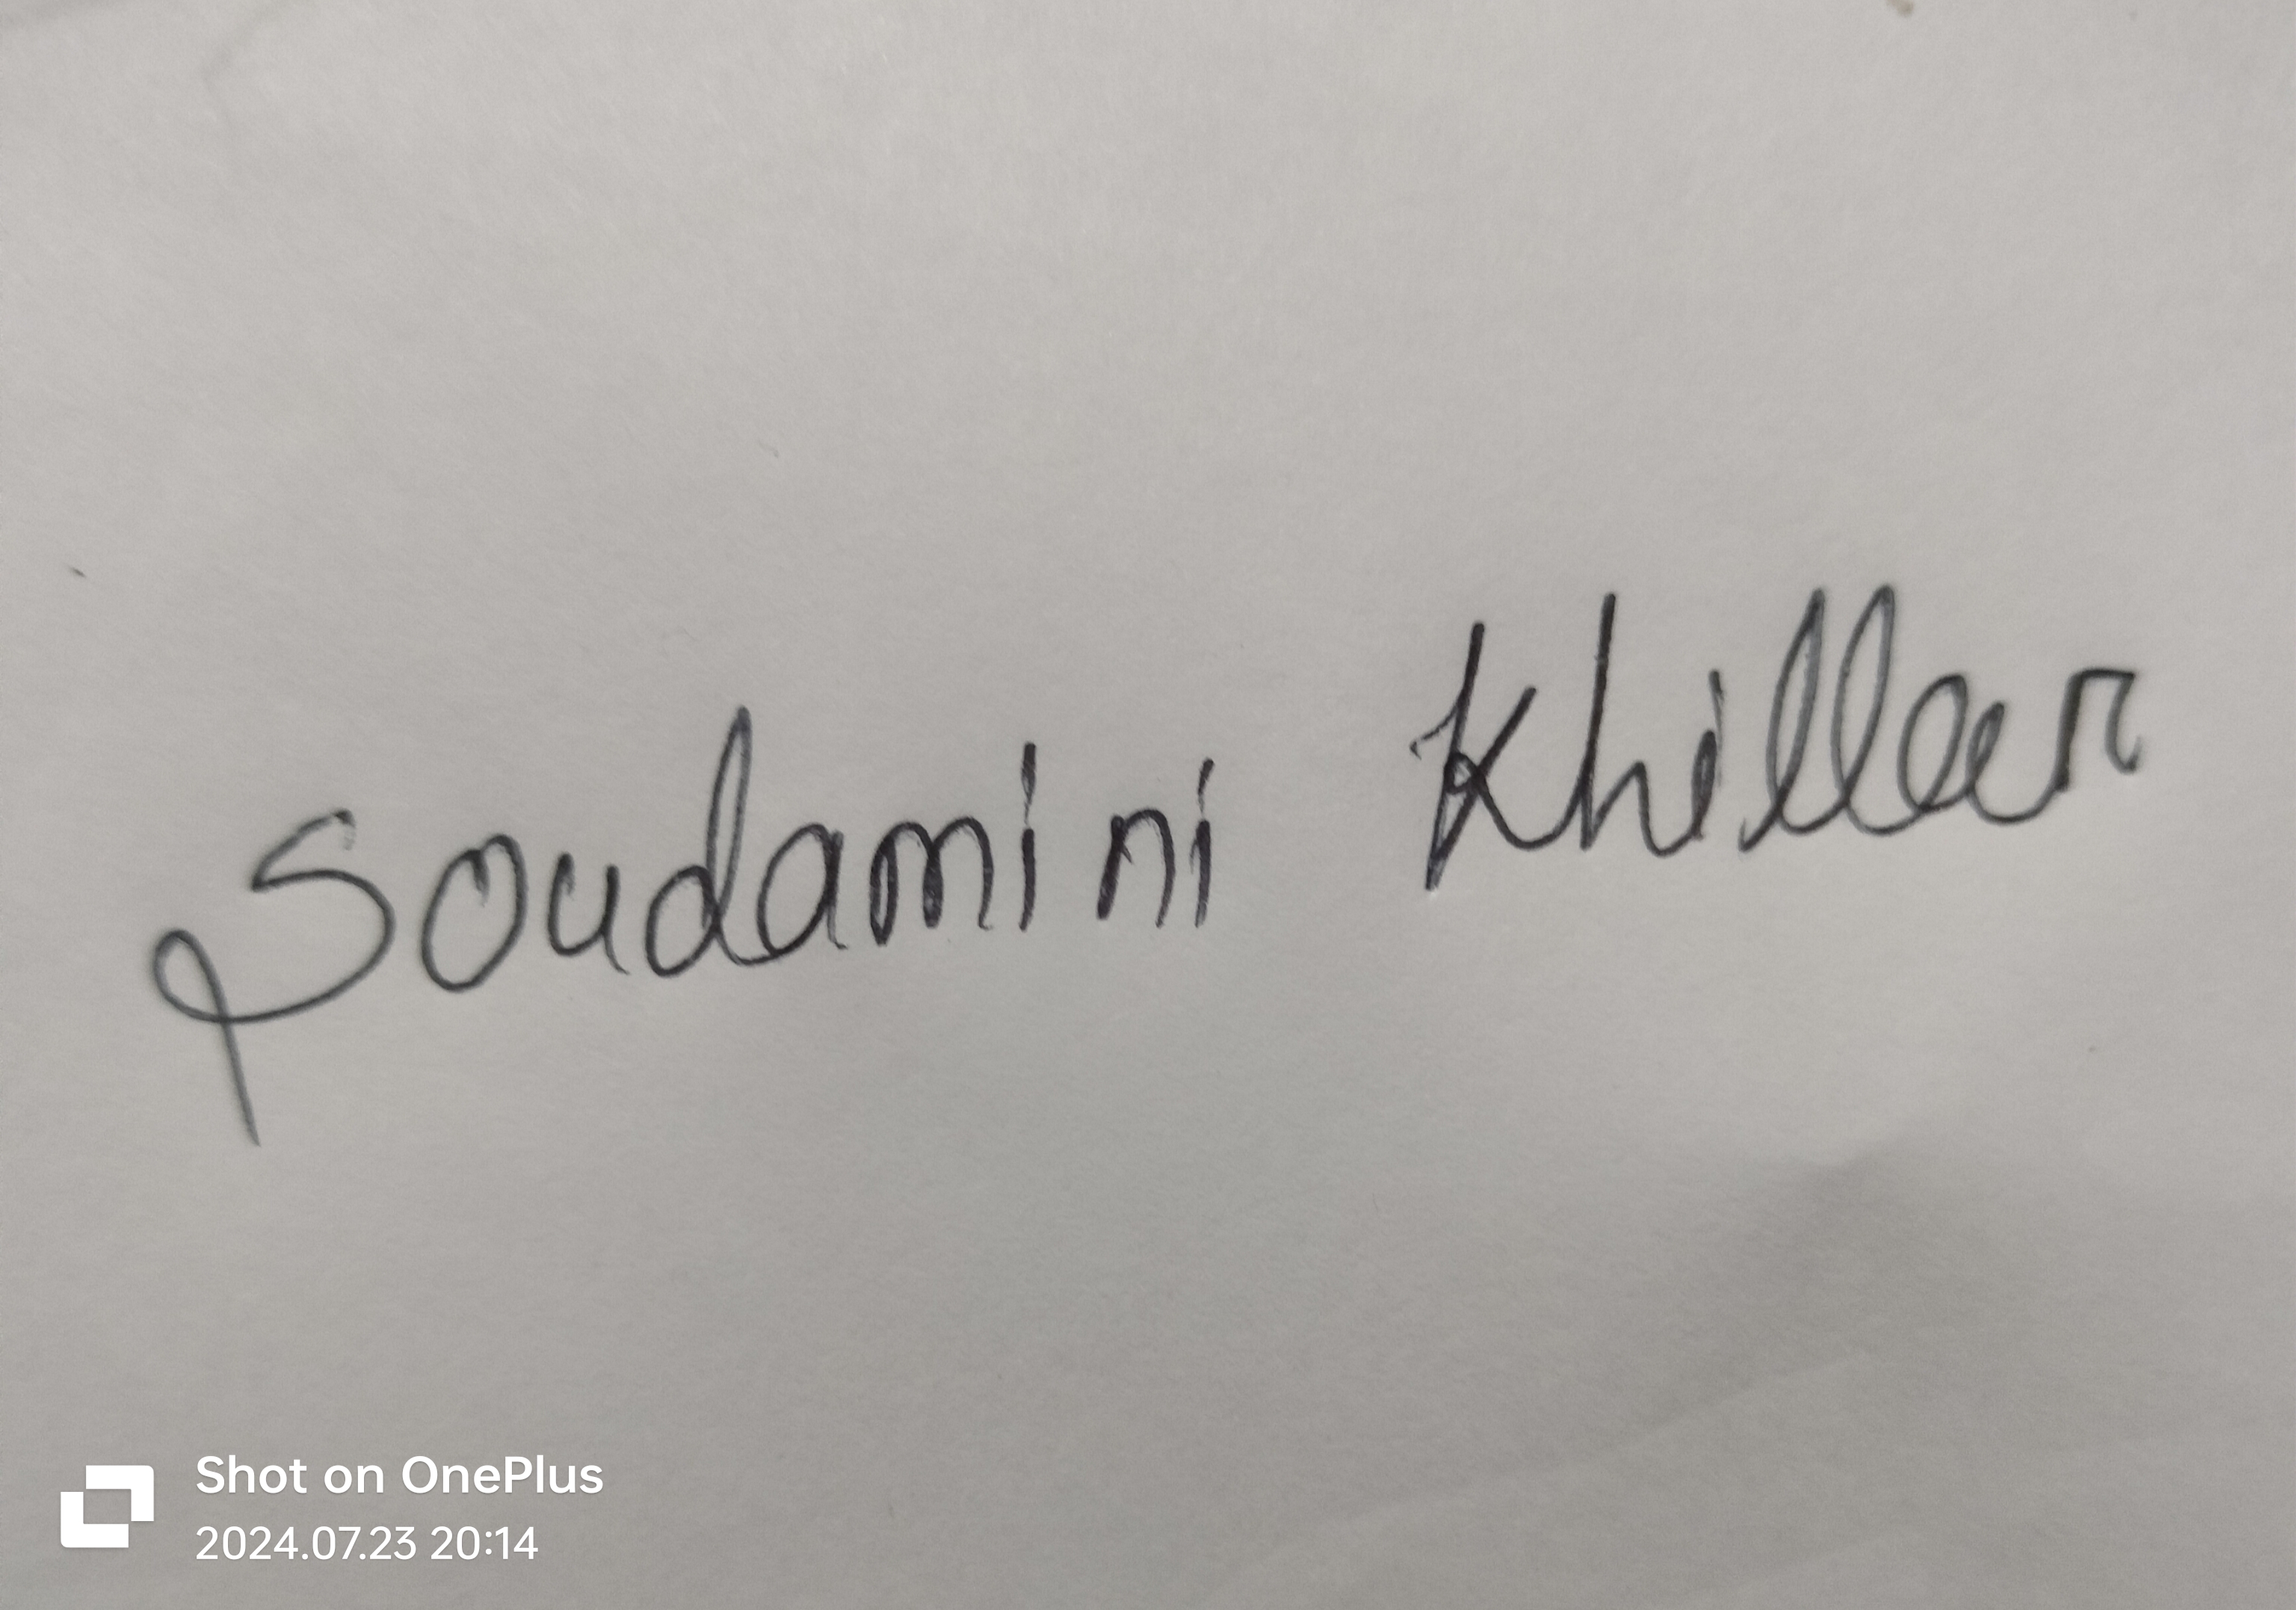 Soudamini Khillar
Shot on OnePlus
2024.07.23 20:14